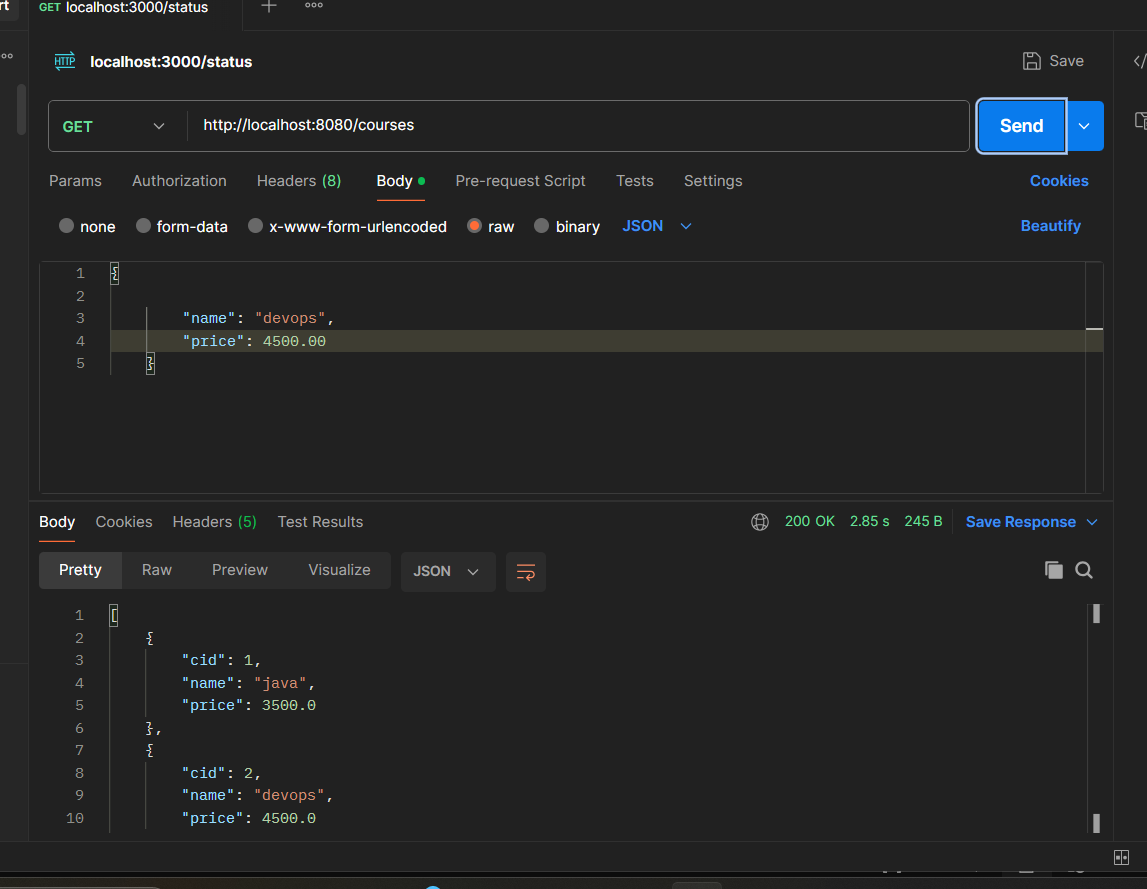 rt GET localhost:3000/status
HTTP localhost:3000/status Save </
GET http://localhost:8080/courses Send
Params Authorization Headers (8) Body Pre-request Script Tests Settings Cookies
none form-data x-www-form-urlencoded raw binary JSON Beautify
1 {
2
3 "name": "devops",
4 "price": 4500.00
5 }
Body Cookies Headers (5) Test Results 200 OK 2.85 s 245 B Save Response
Pretty Raw Preview Visualize JSON
1 [
2 {
3 "cid": 1,
4 "name": "java",
5 "price": 3500.0
6 },
7 {
8 "cid": 2,
9 "name": "devops",
10 "price": 4500.0